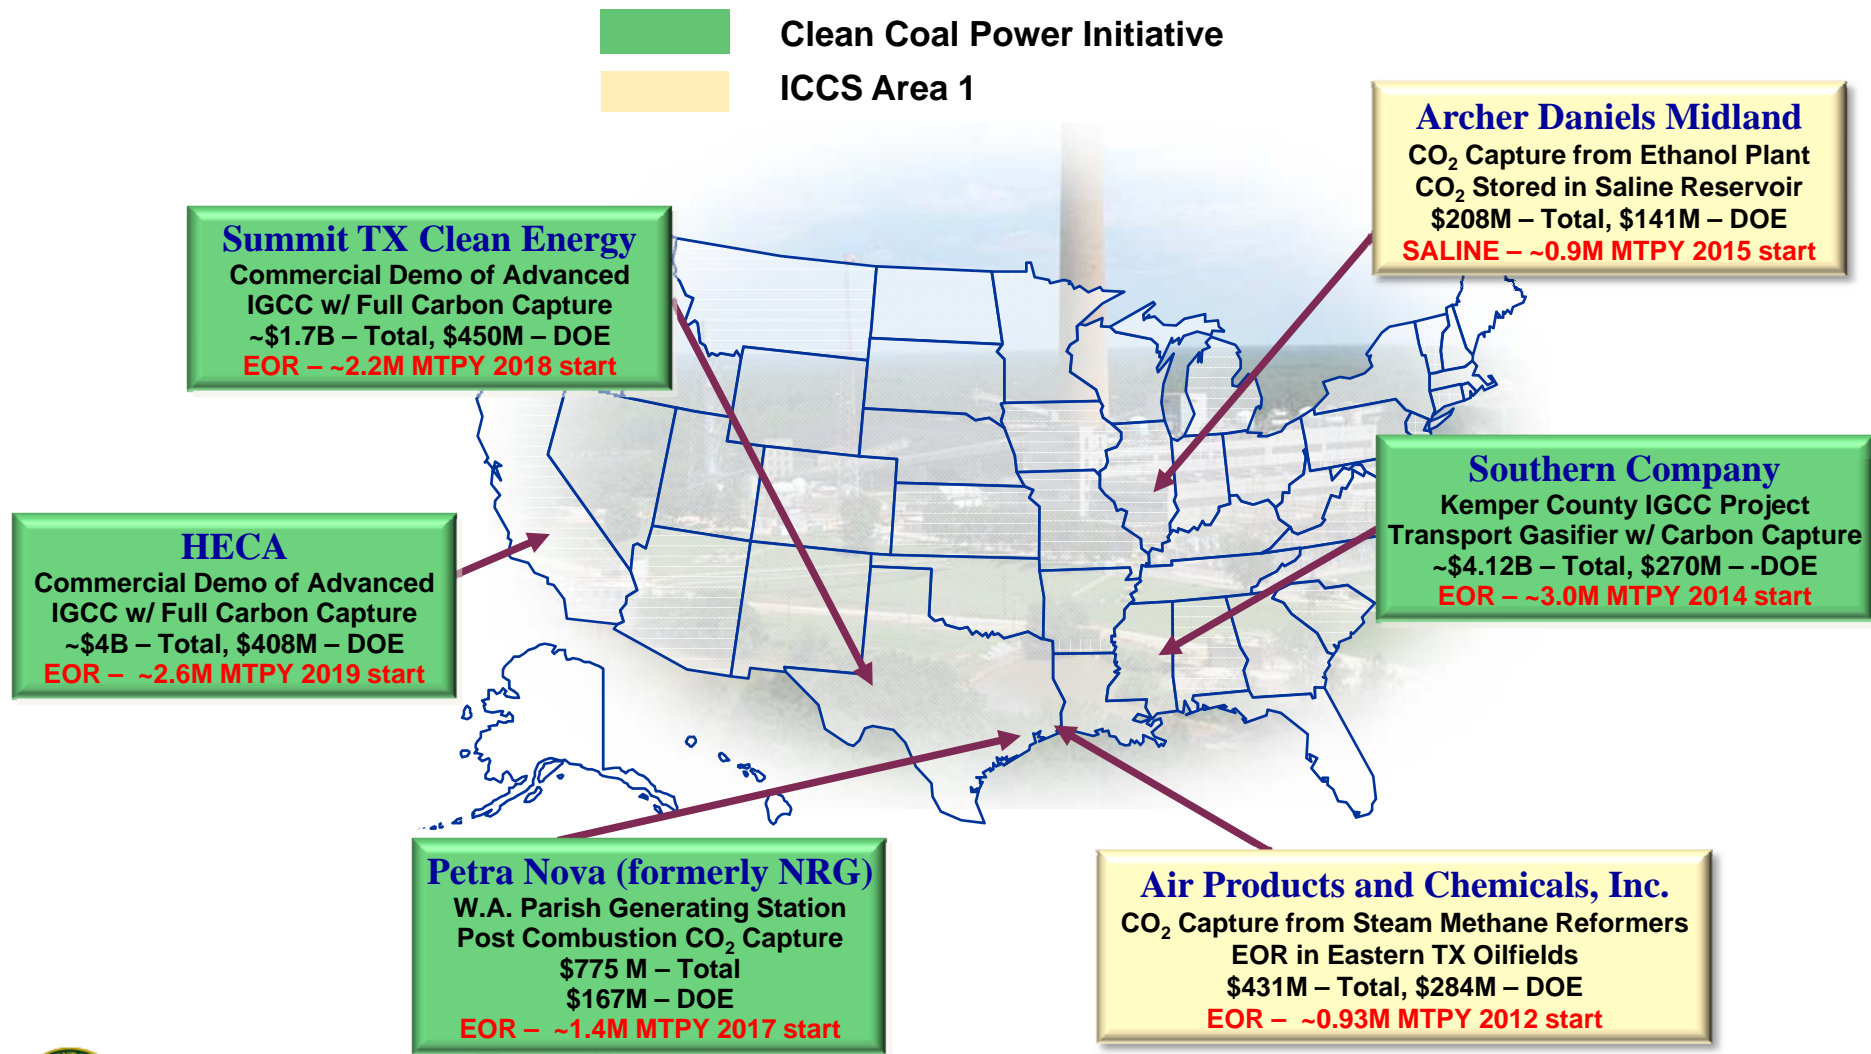 Clean Coal Power Initiative
ICCS Area 1
Archer Daniels Midland
CO₂ Capture from Ethanol Plant
CO₂ Stored in Saline Reservoir
$208M – Total, $141M – DOE
SALINE – ~0.9M MTPY 2015 start
Summit TX Clean Energy
Commercial Demo of Advanced
IGCC w/ Full Carbon Capture
~$1.7B – Total, $450M – DOE
EOR – ~2.2M MTPY 2018 start
Southern Company
Kemper County IGCC Project
Transport Gasifier w/ Carbon Capture
~$4.12B – Total, $270M – -DOE
EOR – ~3.0M MTPY 2014 start
HECA
Commercial Demo of Advanced
IGCC w/ Full Carbon Capture
~$4B – Total, $408M – DOE
EOR – ~2.6M MTPY 2019 start
Petra Nova (formerly NRG)
W.A. Parish Generating Station
Post Combustion CO₂ Capture
$775 M – Total
$167M – DOE
EOR – ~1.4M MTPY 2017 start
Air Products and Chemicals, Inc.
CO₂ Capture from Steam Methane Reformers
EOR in Eastern TX Oilfields
$431M – Total, $284M – DOE
EOR – ~0.93M MTPY 2012 start